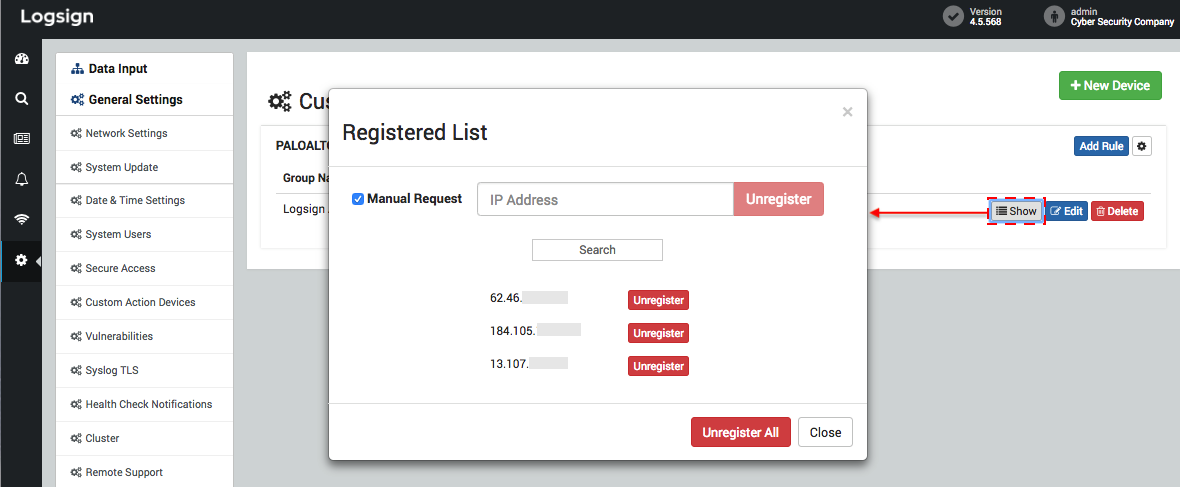 Logsign
Version
4.5.568
admin
Cyber Security Company
Data Input
General Settings
Network Settings
System Update
Date & Time Settings
System Users
Secure Access
Custom Action Devices
Vulnerabilities
Syslog TLS
Health Check Notifications
Cluster
Remote Support
Cus
+ New Device
PALOALTO
Add Rule
Group Na
Logsign
Show
Edit
Delete
Registered List
×
Manual Request
IP Address
Unregister
Search
62.46.
Unregister
184.105.
Unregister
13.107.
Unregister
Unregister All
Close